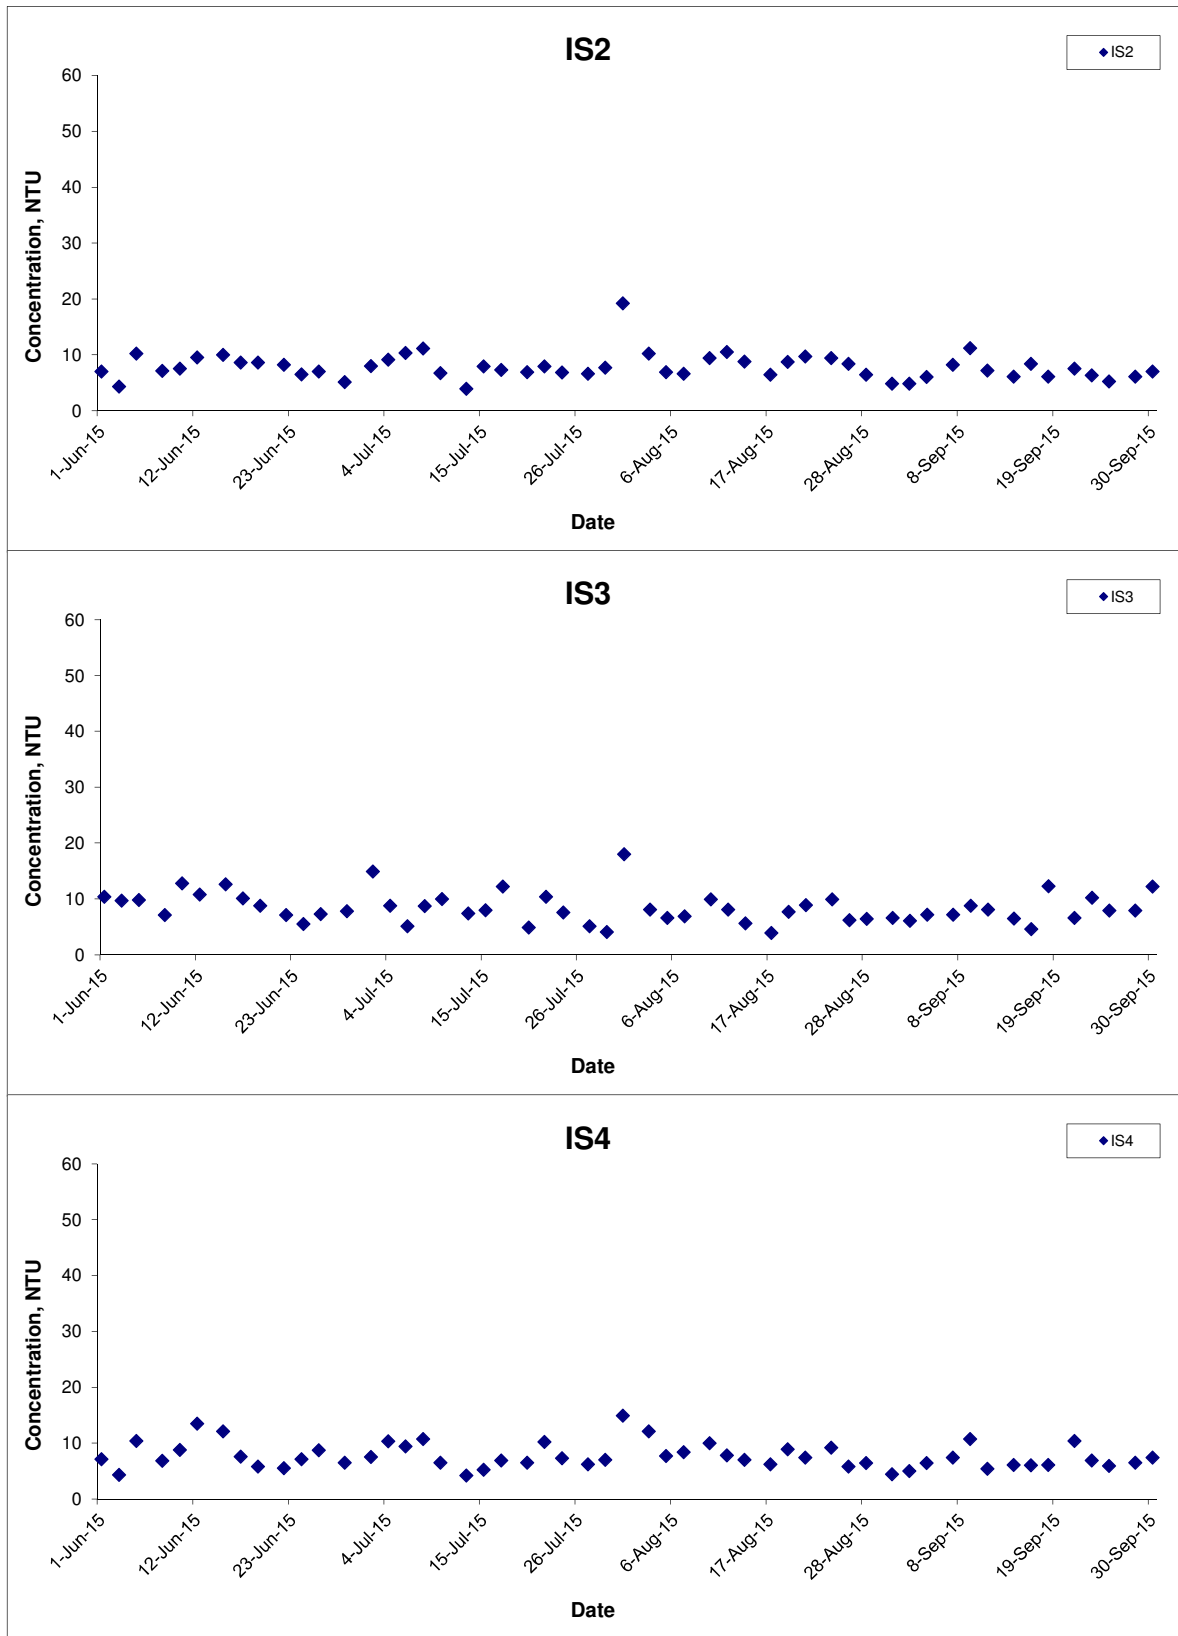 IS2
IS2
60
50
40
30
20
10
0
Concentration, NTU
1-Jun-15
12-Jun-15
23-Jun-15
4-Jul-15
15-Jul-15
26-Jul-15
6-Aug-15
17-Aug-15
28-Aug-15
8-Sep-15
19-Sep-15
30-Sep-15
Date
IS3
IS3
60
50
40
30
20
10
0
Concentration, NTU
1-Jun-15
12-Jun-15
23-Jun-15
4-Jul-15
15-Jul-15
26-Jul-15
6-Aug-15
17-Aug-15
28-Aug-15
8-Sep-15
19-Sep-15
30-Sep-15
Date
IS4
IS4
60
50
40
30
20
10
0
Concentration, NTU
1-Jun-15
12-Jun-15
23-Jun-15
4-Jul-15
15-Jul-15
26-Jul-15
6-Aug-15
17-Aug-15
28-Aug-15
8-Sep-15
19-Sep-15
30-Sep-15
Date